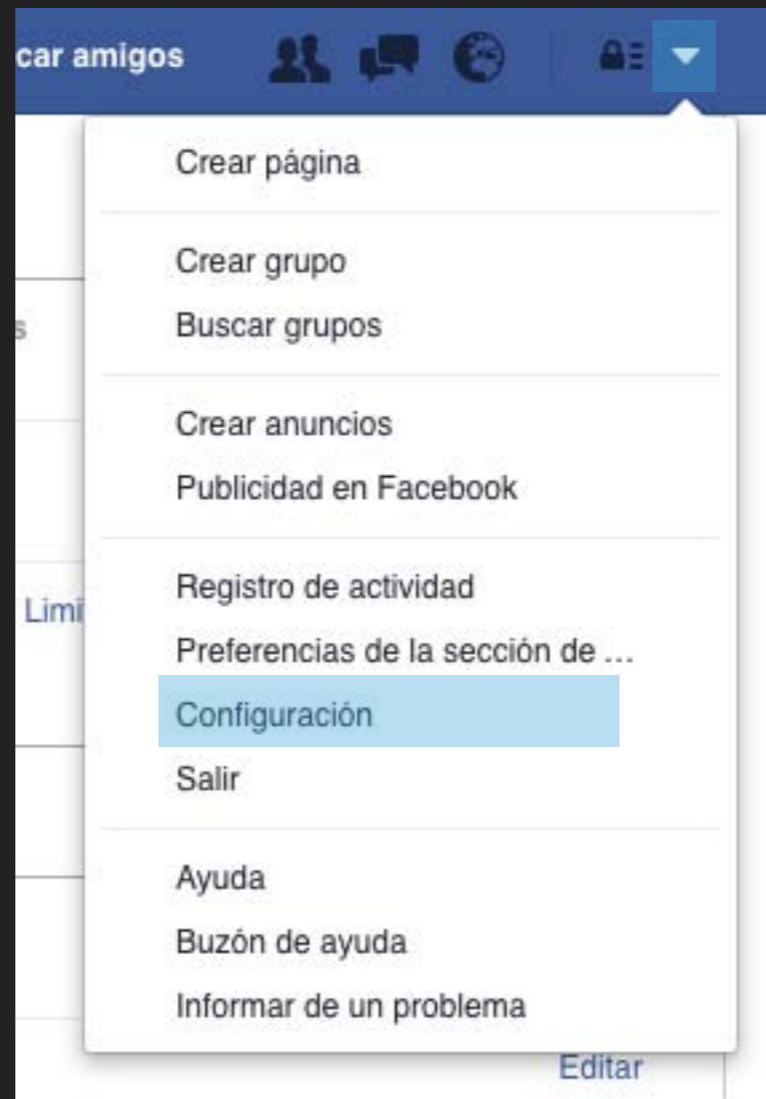 car amigos
Crear página
Crear grupo
s
Buscar grupos
Crear anuncios
Publicidad en Facebook
Registro de actividad
Limi
Preferencias de la sección de ...
Configuración
Salir
Ayuda
Buzón de ayuda
Informar de un problema
Editar